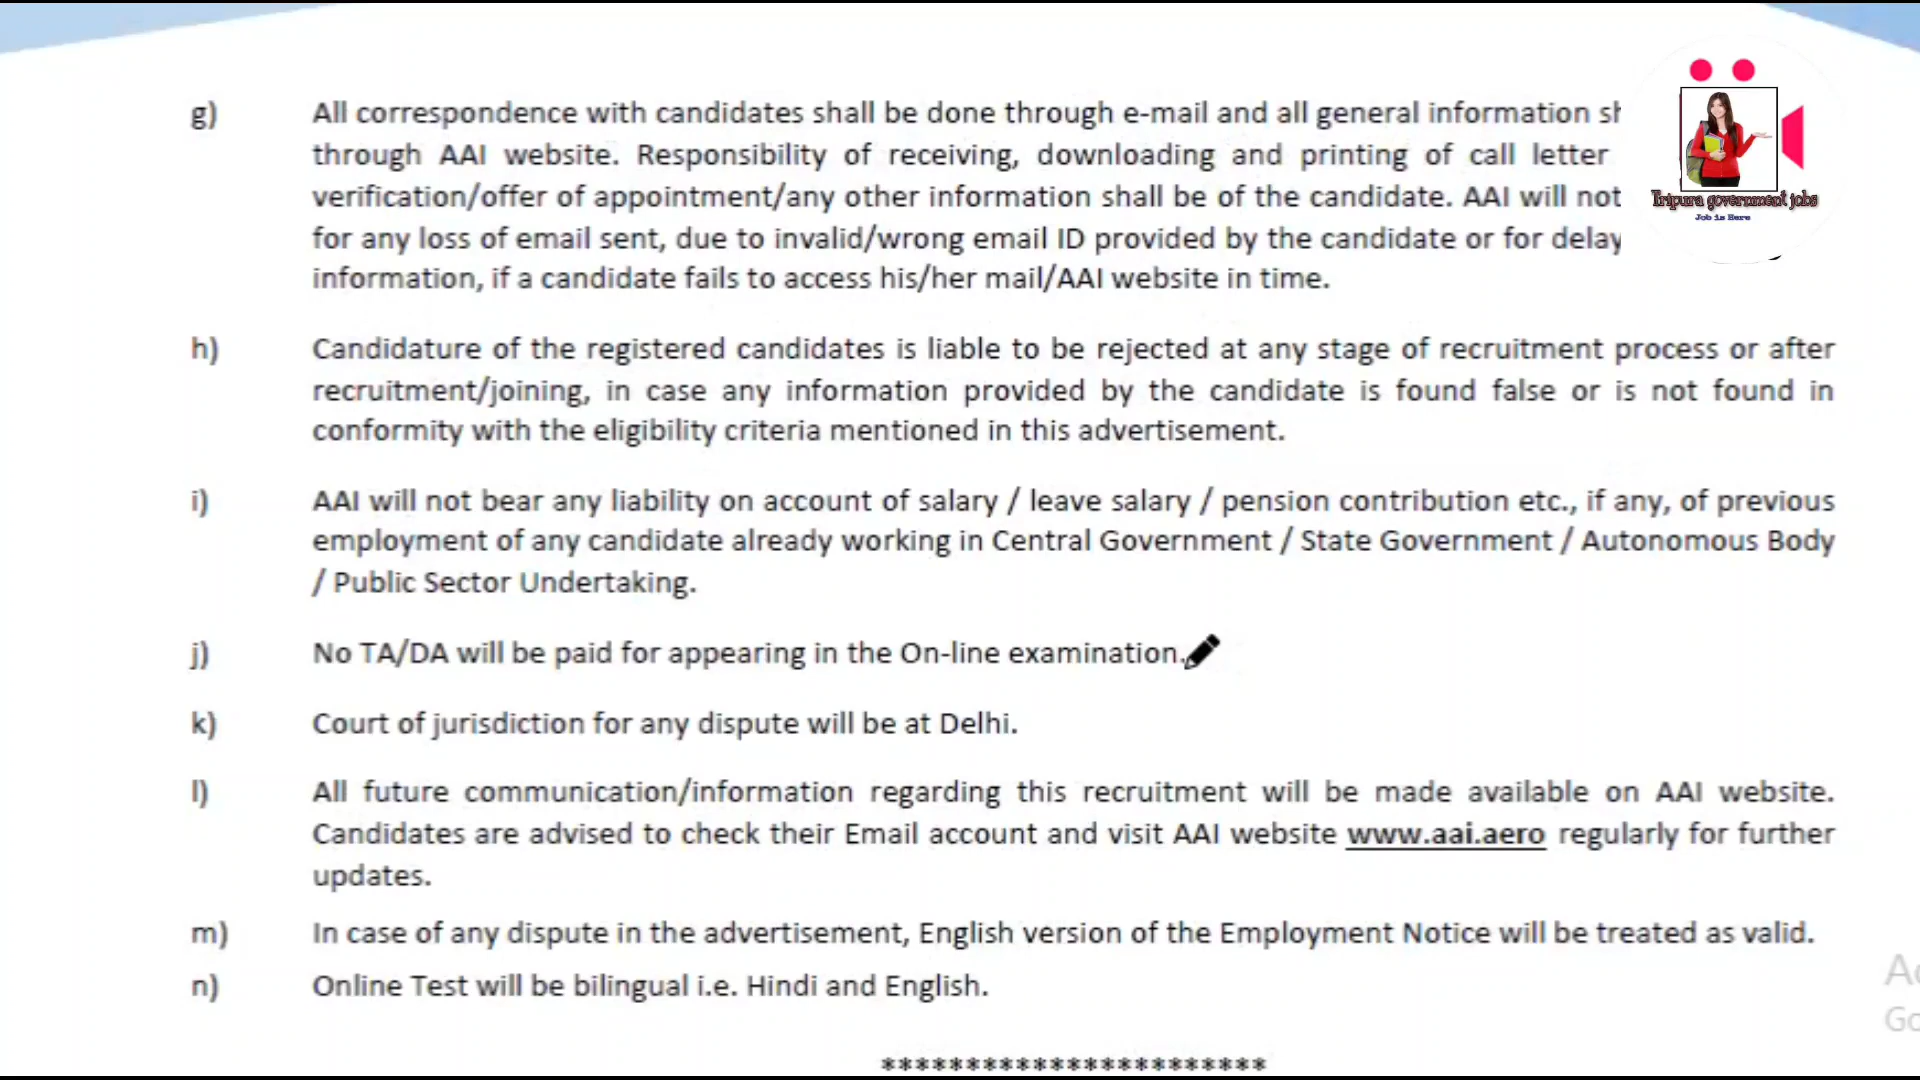 g) All correspondence with candidates shall be done through e-mail and all general information
through AAI website. Responsibility of receiving, downloading and printing of call letter
verification/offer of appointment/any other information shall be of the candidate. AAI will not
for any loss of email sent, due to invalid/wrong email ID provided by the candidate or for delay
information, if a candidate fails to access his/her mail/AAI website in time.
Tripura government jobs
Job is Here
h) Candidature of the registered candidates is liable to be rejected at any stage of recruitment process or after
recruitment/joining, in case any information provided by the candidate is found false or is not found in
conformity with the eligibility criteria mentioned in this advertisement.
i) AAI will not bear any liability on account of salary / leave salary / pension contribution etc., if any, of previous
employment of any candidate already working in Central Government / State Government / Autonomous Body
/ Public Sector Undertaking.
j) No TA/DA will be paid for appearing in the On-line examination.
k) Court of jurisdiction for any dispute will be at Delhi.
l) All future communication/information regarding this recruitment will be made available on AAI website.
Candidates are advised to check their Email account and visit AAI website www.aai.aero regularly for further
updates.
m) In case of any dispute in the advertisement, English version of the Employment Notice will be treated as valid.
n) Online Test will be bilingual i.e. Hindi and English.
***********************